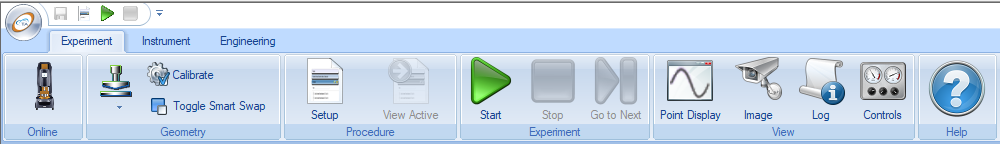 Experiment Instrument Engineering
Calibrate
Toggle Smart Swap
Setup View Active Start Stop Go to Next Point Display Image Log Controls
Online Geometry Procedure Experiment View Help